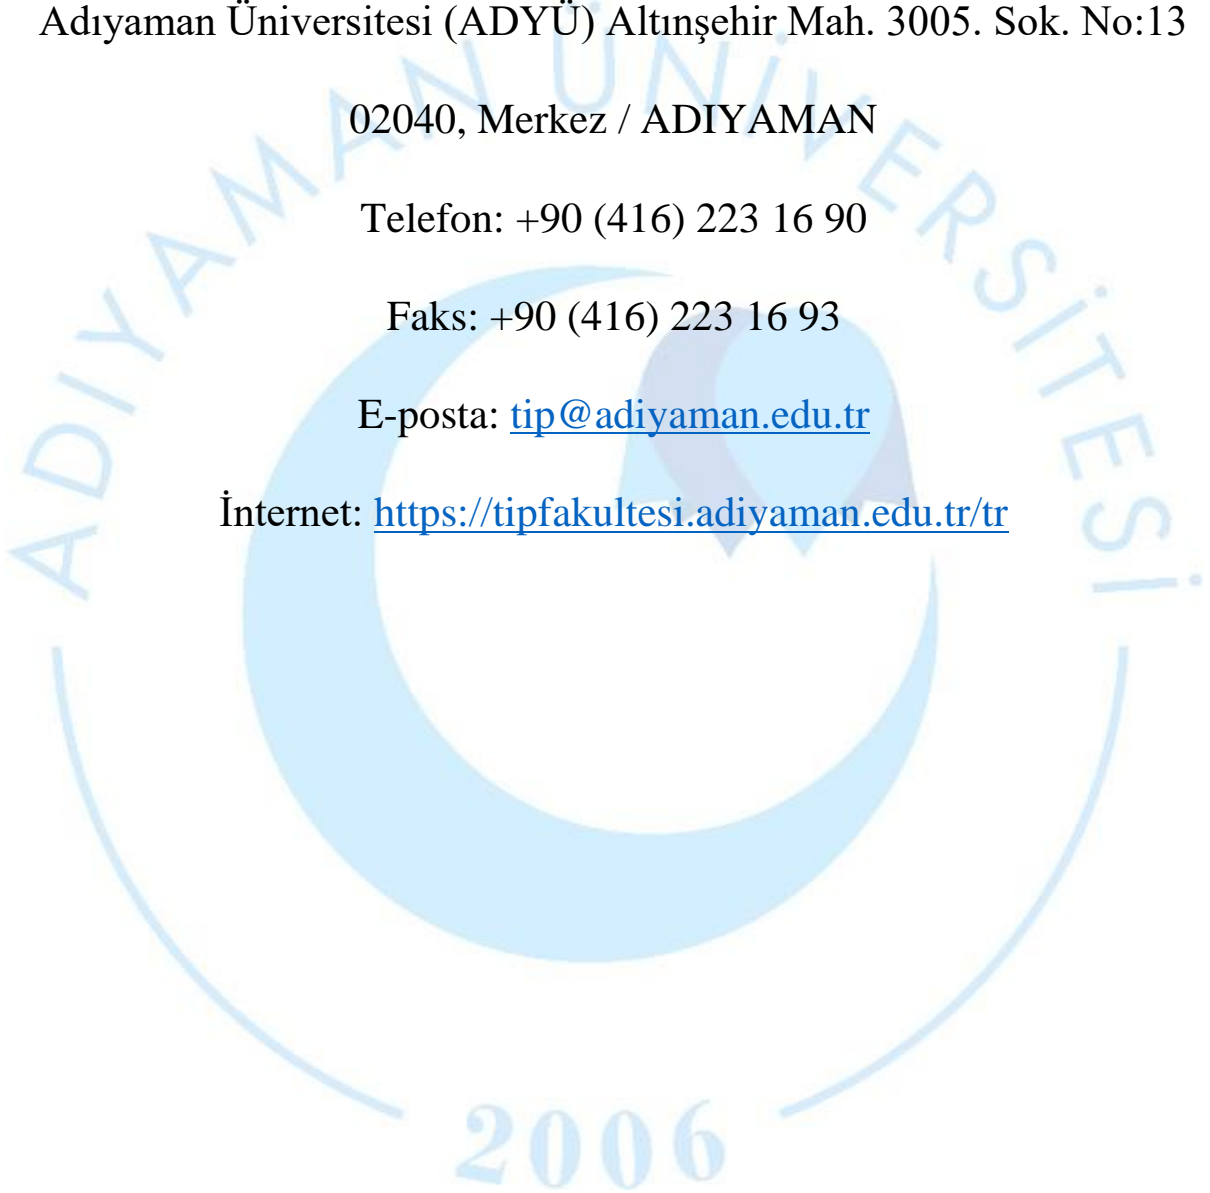 Adıyaman Üniversitesi (ADYÜ) Altınşehir Mah. 3005. Sok. No:13
02040, Merkez / ADIYAMAN
Telefon: +90 (416) 223 16 90
Faks: +90 (416) 223 16 93
E-posta: tip@adiyaman.edu.tr
İnternet: https://tipfakultesi.adiyaman.edu.tr/tr
ADIYAMAN ÜNİVERSİTESİ
2006